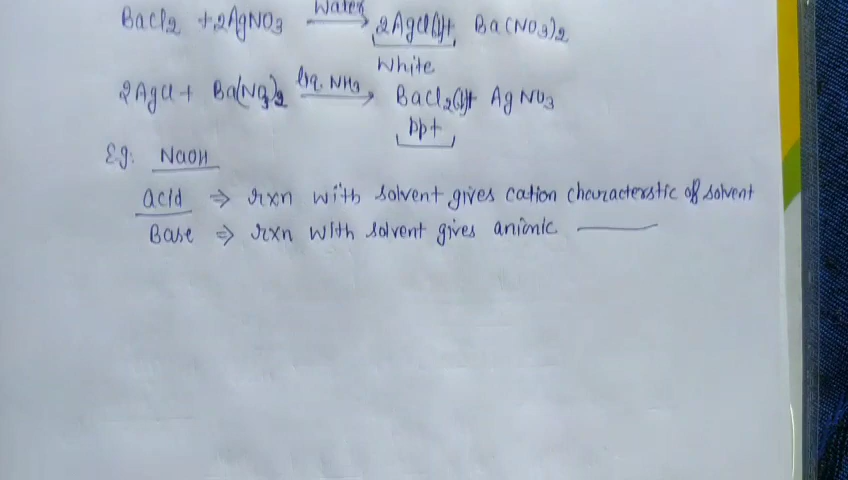 BaCl2 + 2AgNO3 Water → 2AgCl(↓)+ Ba(NO3)2
White
2AgCl + Ba(NO3)2 liq. NH3 → BaCl2(↓)+ AgNO3
ppt
E.g: NaOH
acid ⇒ rxn with solvent gives cation characterstic of solvent
Base ⇒ rxn with solvent gives anionic ———